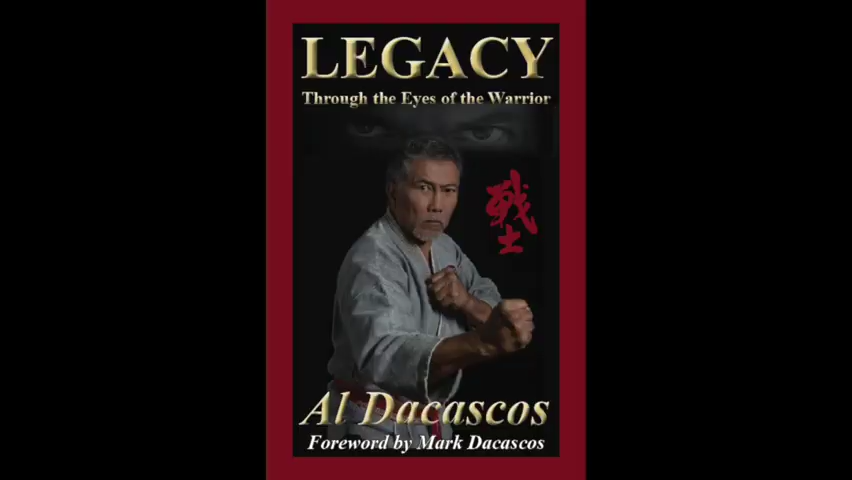 LEGACY
Through the Eyes of the Warrior
戦士
Al Dacascos
Foreword by Mark Dacascos